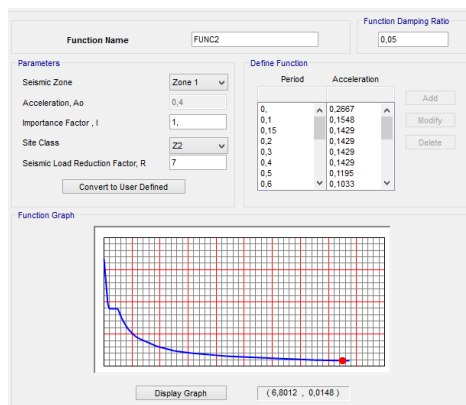 Function Damping Ratio
Function Name FUNC2 0,05
Parameters Define Function
Seismic Zone Zone 1 Period Acceleration
Acceleration, Ao 0,4
Importance Factor , I 1,
Site Class Z2
Seismic Load Reduction Factor, R 7
Convert to User Defined
0, 0,2667
0,1 0,1548
0,15 0,1429
0,2 0,1429
0,3 0,1429
0,4 0,1429
0,5 0,1195
0,6 0,1033
Add
Modify
Delete
Function Graph
Display Graph ( 6,8012 , 0,0148 )